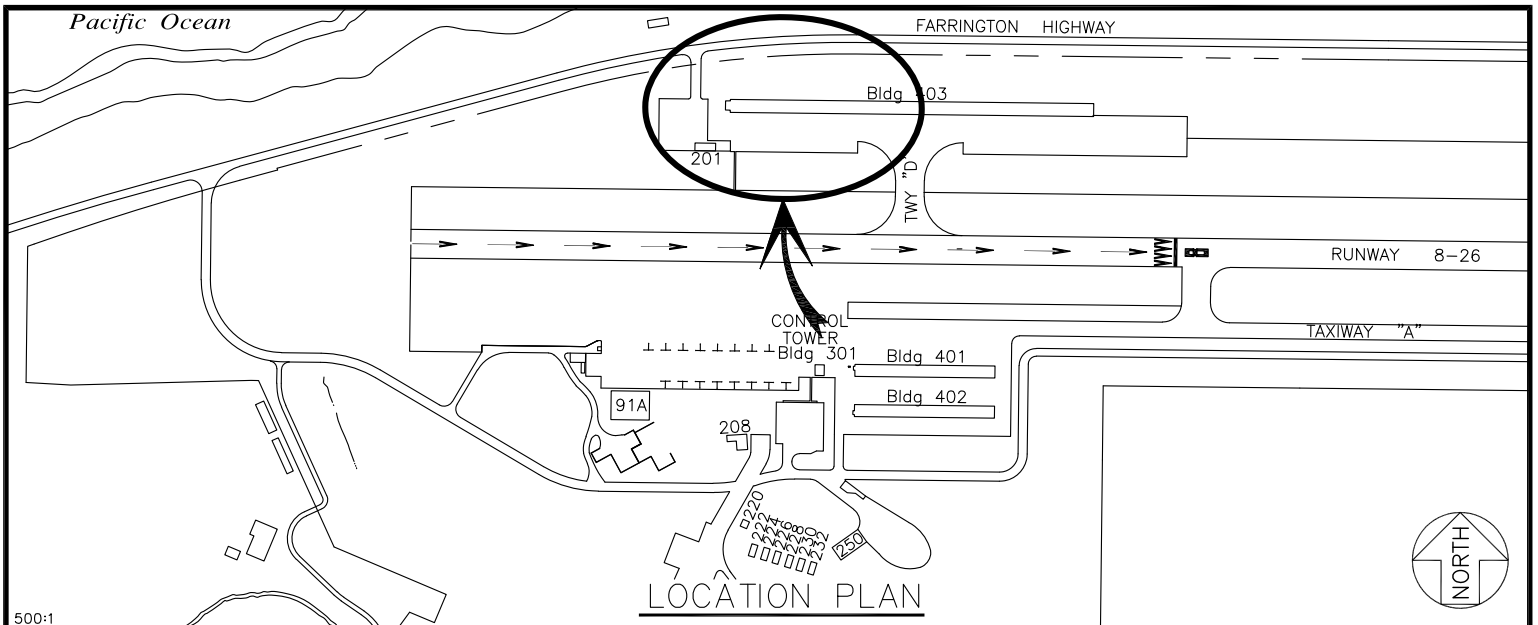 Pacific Ocean
FARRINGTON HIGHWAY
Bldg 403
201
TWY "D"
RUNWAY 8-26
CONTROL
TOWER
Bldg 301
TAXIWAY "A"
Bldg 401
Bldg 402
91A
208
220
222
224
226
228
230
232
250
LOCATION PLAN
NORTH
500:1